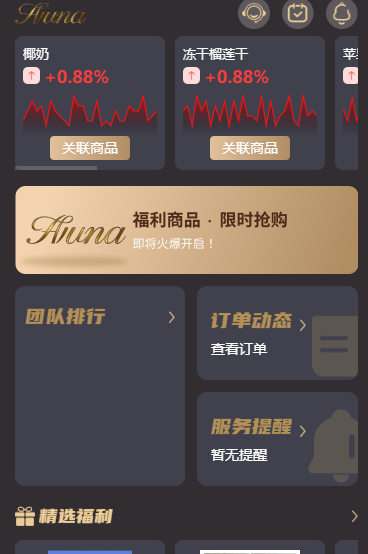 Auna
椰奶
冻干榴莲干
+0.88%
+0.88%
关联商品
关联商品
Auna
福利商品 · 限时抢购
即将火爆开启！
团队排行
订单动态
查看订单
服务提醒
暂无提醒
精选福利